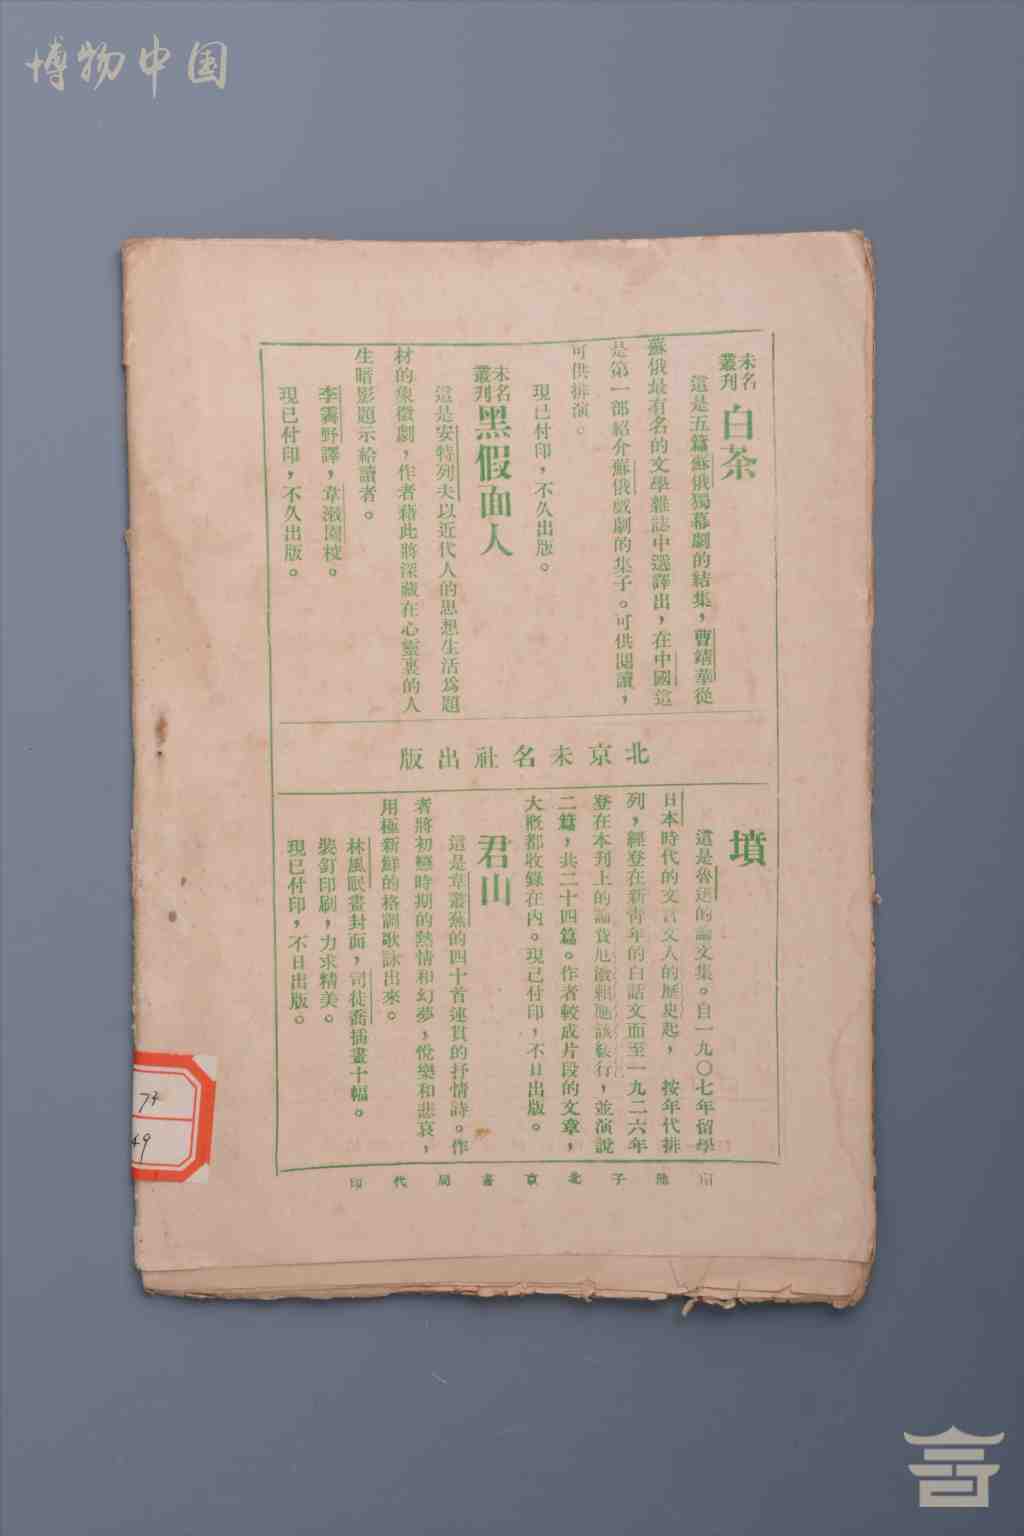 博物中国
未名
叢刊
白茶
這是五篇蘇俄獨幕劇的結集，曹靖華從
蘇俄最有名的文學雜誌中選譯出，在中國這
是第一部紹介蘇俄戲劇的集子。可供閱讀，
可供排演。
現已付印，不久出版。
未名
叢刊
黑假面人
這是安特列夫以近代人的思想生活爲題
材的象徵劇，作者藉此將深藏在心靈裏的人
生暗影題示給讀者。
李霽野譯，韋漱園校。
現已付印，不久出版。
北京未名社出版
墳
這是魯迅的論文集。自一九〇七年留學
日本時代的文言文人的歷史起，按年代排
列，經登在新青年的白話文而至一九二六年
登在本刊上的論費厄潑賴應該緩行，並演說
二篇，共二十四篇。作者較成片段的文章，
大概都收錄在內。現已付印，不日出版。
君山
這是韋叢蕪的四十首連貫的抒情詩。作
者將初戀時期的熱情和幻夢，悅樂和悲哀，
用極新鮮的格調歌詠出來。
林風眠畫封面，司徒喬插畫十幅。
裝釘印刷，力求精美。
現已付印，不日出版。
池子北京書局代印
74
49